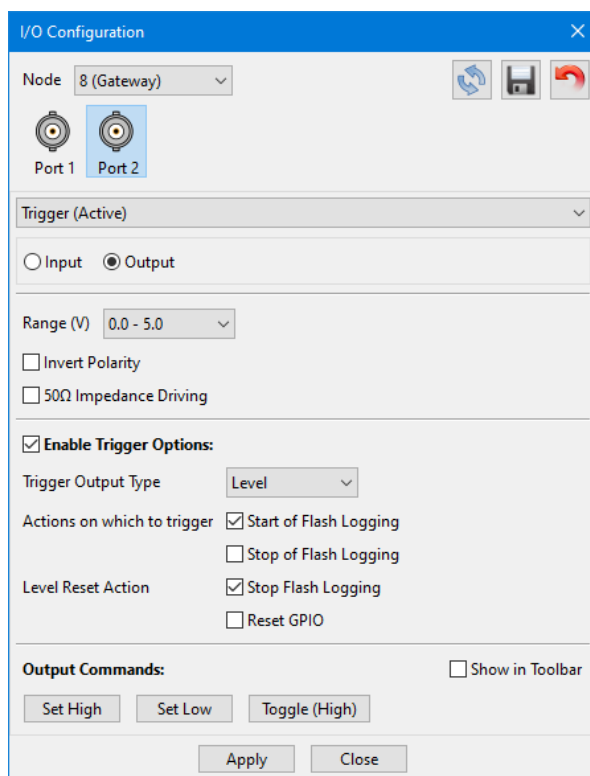 I/O Configuration
Node 8 (Gateway)
Port 1 Port 2
Trigger (Active)
Input Output
Range (V) 0.0 - 5.0
Invert Polarity
50Ω Impedance Driving
Enable Trigger Options:
Trigger Output Type Level
Actions on which to trigger Start of Flash Logging
Stop of Flash Logging
Level Reset Action Stop Flash Logging
Reset GPIO
Output Commands: Show in Toolbar
Set High Set Low Toggle (High)
Apply Close